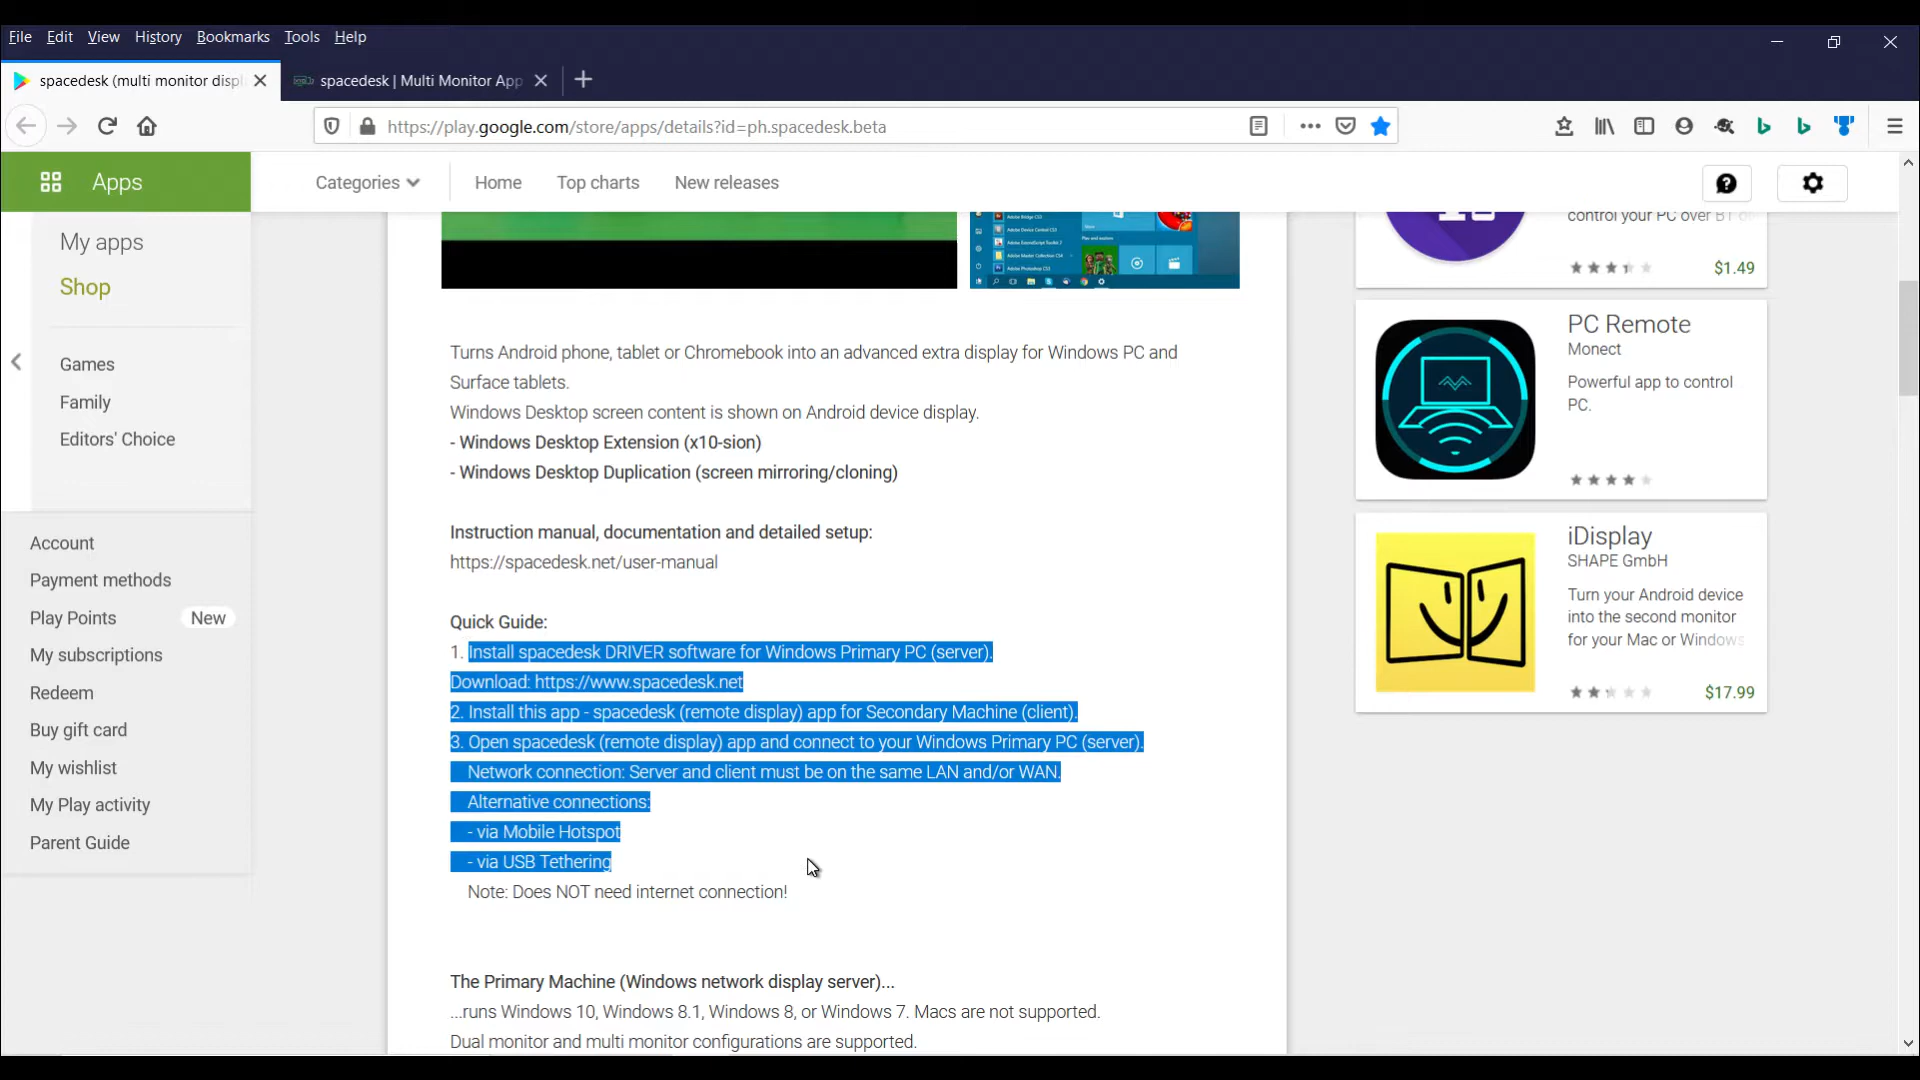 File Edit View History Bookmarks Tools Help
spacedesk (multi monitor displ
spacedesk | Multi Monitor App
https://play.google.com/store/apps/details?id=ph.spacedesk.beta
Apps
Categories
Home
Top charts
New releases
My apps
Shop
Games
Family
Editors' Choice
Account
Payment methods
Play Points New
My subscriptions
Redeem
Buy gift card
My wishlist
My Play activity
Parent Guide
Turns Android phone, tablet or Chromebook into an advanced extra display for Windows PC and
Surface tablets.
Windows Desktop screen content is shown on Android device display.
- Windows Desktop Extension (x10-sion)
- Windows Desktop Duplication (screen mirroring/cloning)
Instruction manual, documentation and detailed setup:
https://spacedesk.net/user-manual
Quick Guide:
1. Install spacedesk DRIVER software for Windows Primary PC (server).
Download: https://www.spacedesk.net
2. Install this app - spacedesk (remote display) app for Secondary Machine (client).
3. Open spacedesk (remote display) app and connect to your Windows Primary PC (server).
Network connection: Server and client must be on the same LAN and/or WAN.
Alternative connections:
- via Mobile Hotspot
- via USB Tethering
Note: Does NOT need internet connection!
The Primary Machine (Windows network display server)...
...runs Windows 10, Windows 8.1, Windows 8, or Windows 7. Macs are not supported.
Dual monitor and multi monitor configurations are supported.
control your PC over BT
$1.49
PC Remote
Monect
Powerful app to control
PC.
iDisplay
SHAPE GmbH
Turn your Android device
into the second monitor
for your Mac or Windows
$17.99